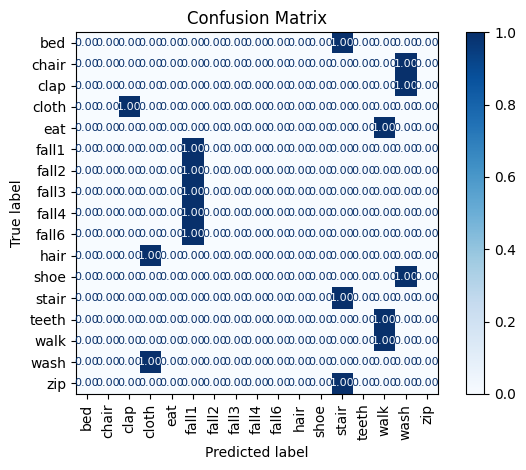 Confusion Matrix
bed 0.00 0.00 0.00 0.00 0.00 0.00 0.00 0.00 0.00 0.00 0.00 0.00 1.00 0.00 0.00 0.00 0.00
chair 0.00 0.00 0.00 0.00 0.00 0.00 0.00 0.00 0.00 0.00 0.00 0.00 0.00 0.00 0.00 1.00 0.00
clap 0.00 0.00 0.00 0.00 0.00 0.00 0.00 0.00 0.00 0.00 0.00 0.00 0.00 0.00 0.00 1.00 0.00
cloth 0.00 0.00 1.00 0.00 0.00 0.00 0.00 0.00 0.00 0.00 0.00 0.00 0.00 0.00 0.00 0.00 0.00
eat 0.00 0.00 0.00 0.00 0.00 0.00 0.00 0.00 0.00 0.00 0.00 0.00 0.00 0.00 1.00 0.00 0.00
fall1 0.00 0.00 0.00 0.00 0.00 1.00 0.00 0.00 0.00 0.00 0.00 0.00 0.00 0.00 0.00 0.00 0.00
fall2 0.00 0.00 0.00 0.00 0.00 1.00 0.00 0.00 0.00 0.00 0.00 0.00 0.00 0.00 0.00 0.00 0.00
fall3 0.00 0.00 0.00 0.00 0.00 1.00 0.00 0.00 0.00 0.00 0.00 0.00 0.00 0.00 0.00 0.00 0.00
fall4 0.00 0.00 0.00 0.00 0.00 1.00 0.00 0.00 0.00 0.00 0.00 0.00 0.00 0.00 0.00 0.00 0.00
fall6 0.00 0.00 0.00 0.00 0.00 1.00 0.00 0.00 0.00 0.00 0.00 0.00 0.00 0.00 0.00 0.00 0.00
hair 0.00 0.00 0.00 1.00 0.00 0.00 0.00 0.00 0.00 0.00 0.00 0.00 0.00 0.00 0.00 0.00 0.00
shoe 0.00 0.00 0.00 0.00 0.00 0.00 0.00 0.00 0.00 0.00 0.00 0.00 0.00 0.00 0.00 1.00 0.00
stair 0.00 0.00 0.00 0.00 0.00 0.00 0.00 0.00 0.00 0.00 0.00 0.00 1.00 0.00 0.00 0.00 0.00
teeth 0.00 0.00 0.00 0.00 0.00 0.00 0.00 0.00 0.00 0.00 0.00 0.00 0.00 0.00 1.00 0.00 0.00
walk 0.00 0.00 0.00 0.00 0.00 0.00 0.00 0.00 0.00 0.00 0.00 0.00 0.00 0.00 1.00 0.00 0.00
wash 0.00 0.00 0.00 1.00 0.00 0.00 0.00 0.00 0.00 0.00 0.00 0.00 0.00 0.00 0.00 0.00 0.00
zip 0.00 0.00 0.00 0.00 0.00 0.00 0.00 0.00 0.00 0.00 0.00 0.00 1.00 0.00 0.00 0.00 0.00
True label
bed chair clap cloth eat fall1 fall2 fall3 fall4 fall6 hair shoe stair teeth walk wash zip
Predicted label
1.0
0.8
0.6
0.4
0.2
0.0